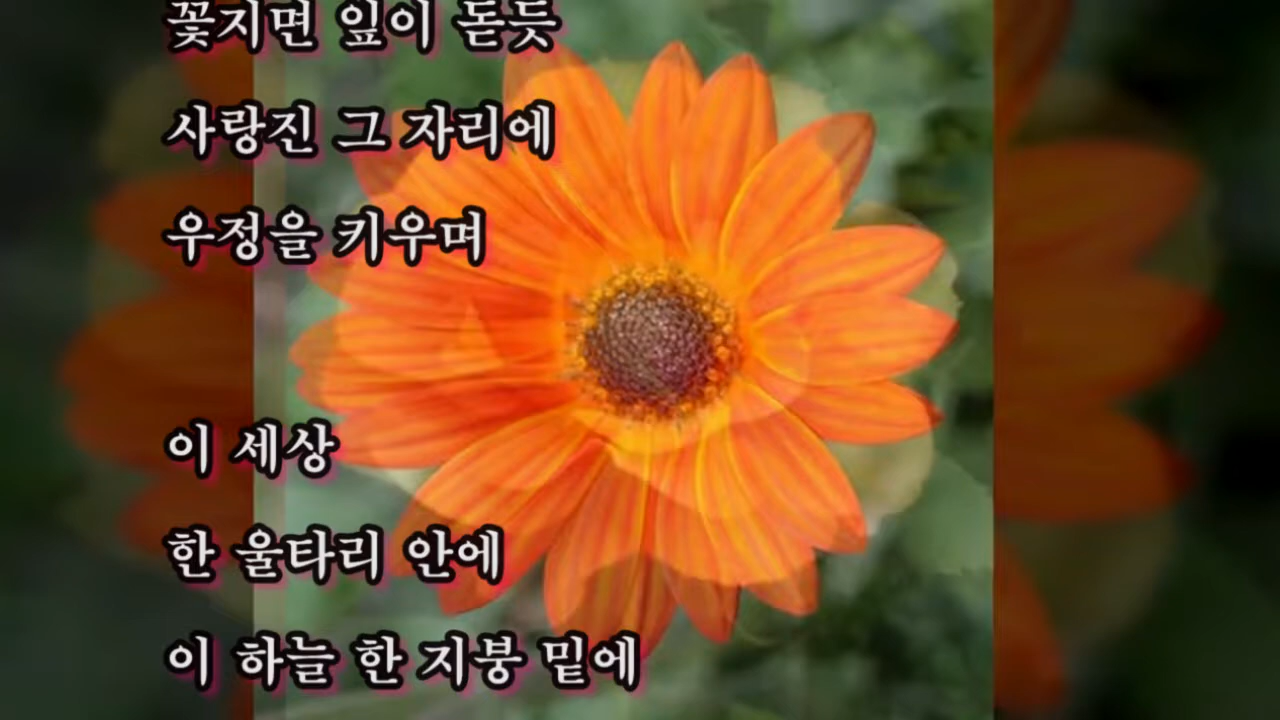 꽃지면 잎이 돋듯
사랑진 그 자리에
우정을 키우며
이 세상
한 울타리 안에
이 하늘 한 지붕 밑에